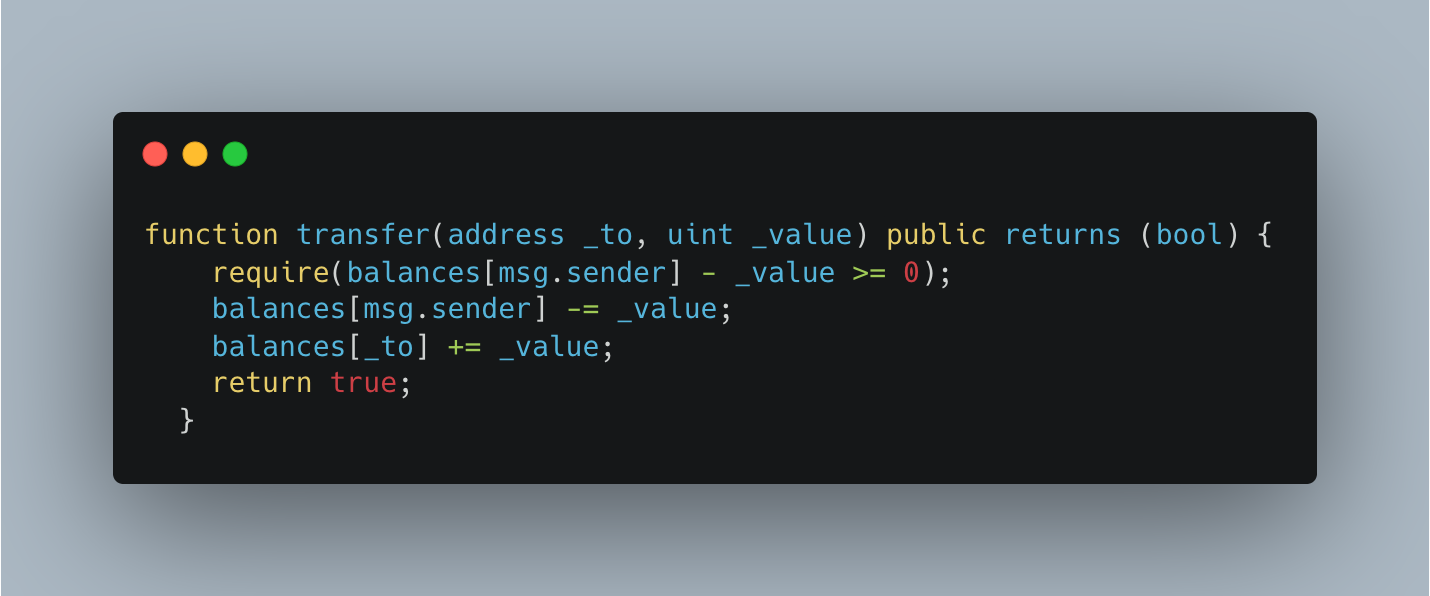 function transfer(address _to, uint _value) public returns (bool) {
    require(balances[msg.sender] - _value >= 0);
    balances[msg.sender] -= _value;
    balances[_to] += _value;
    return true;
  }